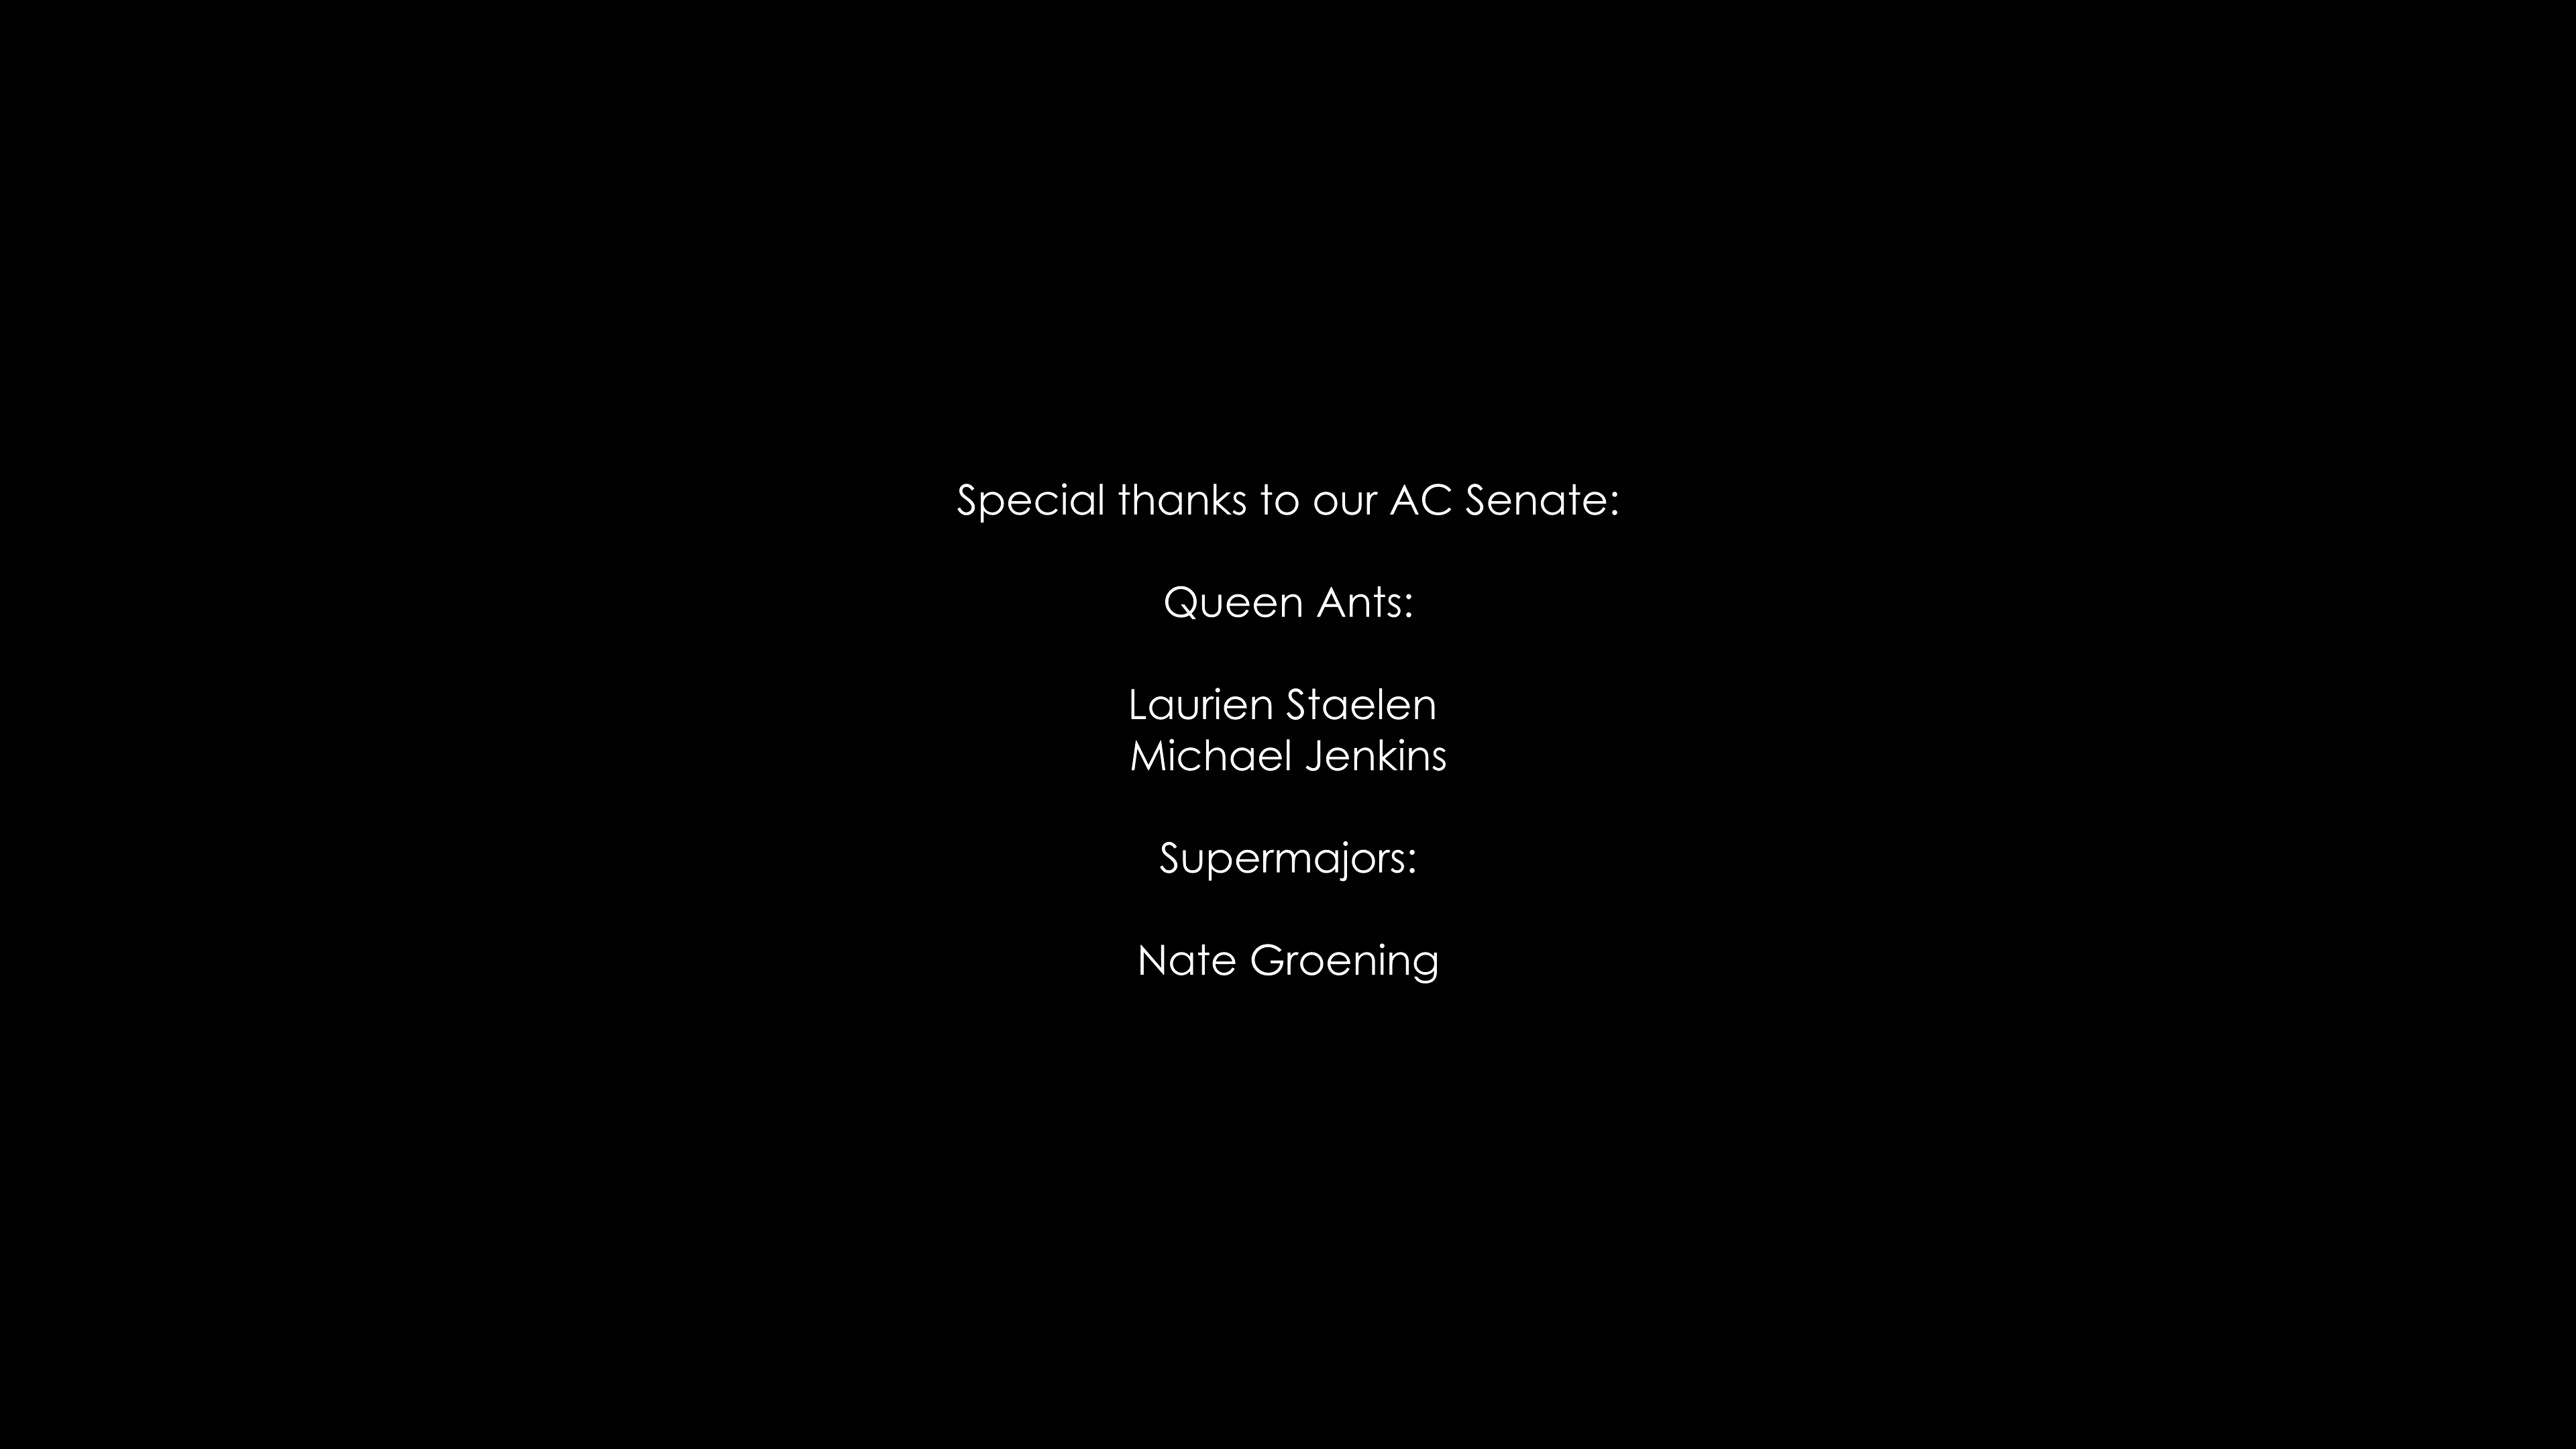 Special thanks to our AC Senate:
Queen Ants:
Laurien Staelen
Michael Jenkins
Supermajors:
Nate Groening